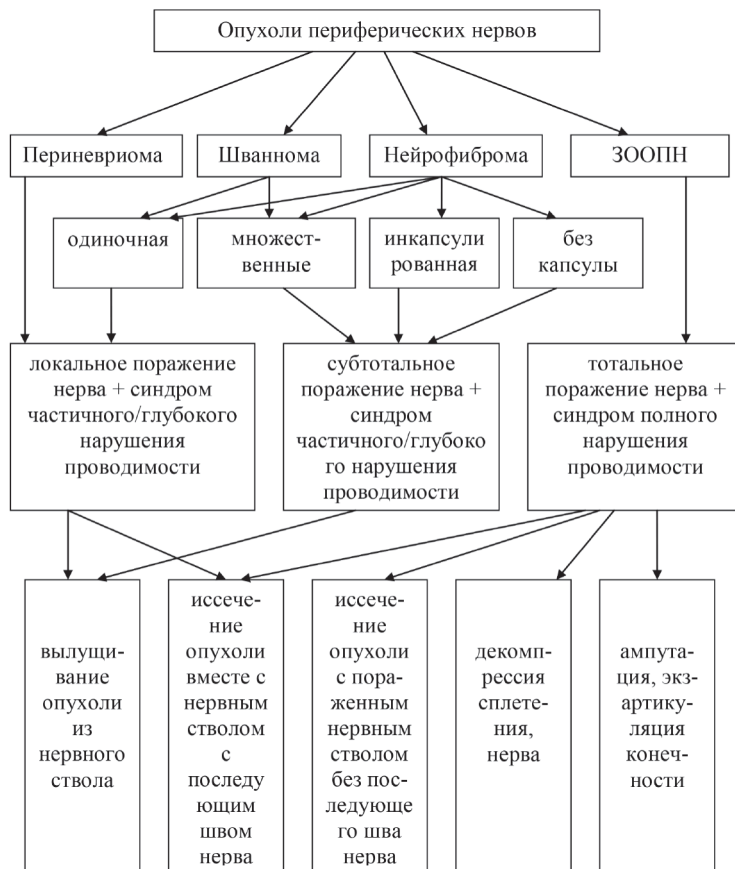 Опухоли периферических нервов
Периневриома
Шваннома
Нейрофиброма
ЗООПН
одиночная
множест-
венные
инкапсули
рованная
без
капсулы
локальное поражение
нерва + синдром
частичного/глубокого
нарушения
проводимости
субтотальное
поражение нерва +
синдром
частичного/глубоко
го нарушения
проводимости
тотальное
поражение нерва +
синдром полного
нарушения
проводимости
вылущи-
вание
опухоли
из
нервного
ствола
иссече-
ние
опухоли
вместе с
нервным
стволом
с
последу
ющим
швом
нерва
иссече-
ние
опухоли
с пора-
женным
нервным
стволом
без пос-
ледующе
го шва
нерва
декомп-
рессия
сплете-
ния,
нерва
ампута-
ция, экз-
артику-
ляция
конеч-
ности